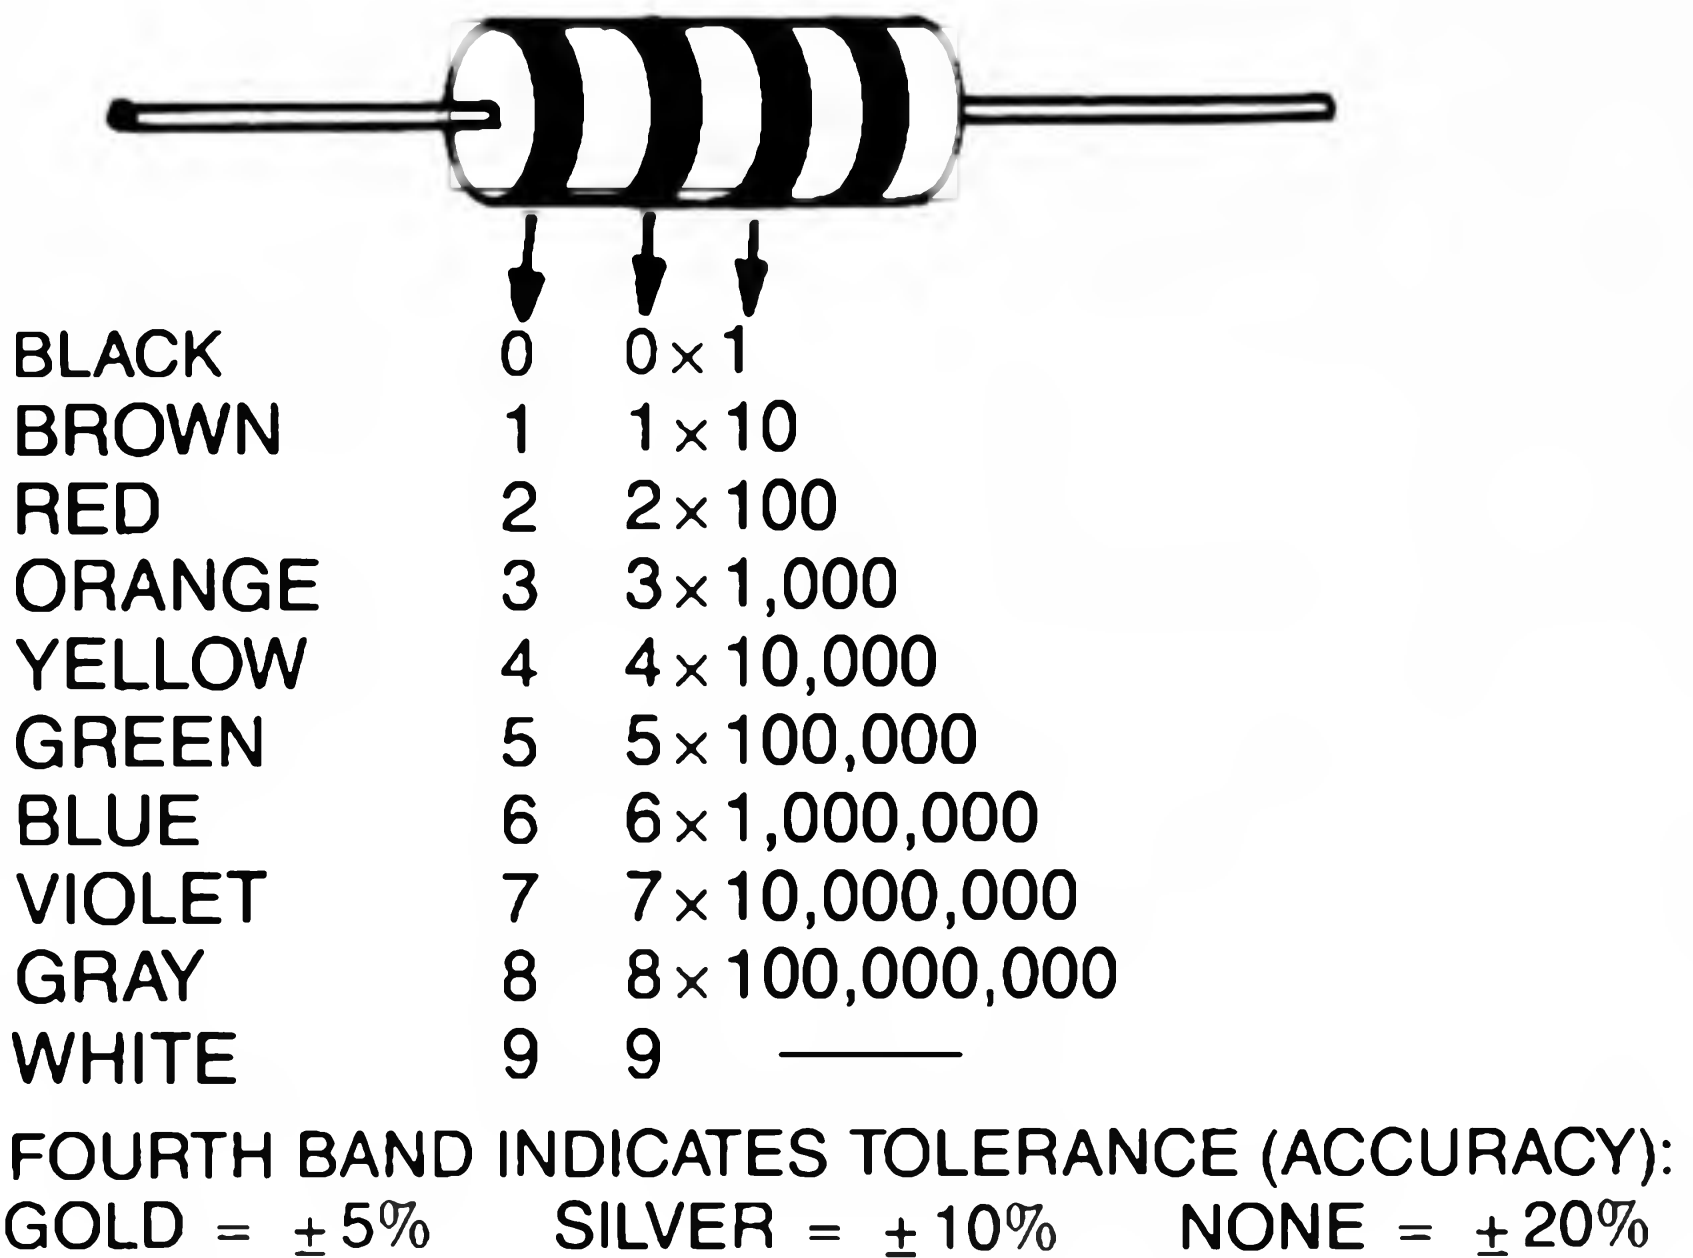 BLACK 0 0 × 1
BROWN 1 1 × 10
RED 2 2 × 100
ORANGE 3 3 × 1,000
YELLOW 4 4 × 10,000
GREEN 5 5 × 100,000
BLUE 6 6 × 1,000,000
VIOLET 7 7 × 10,000,000
GRAY 8 8 × 100,000,000
WHITE 9 9 —
FOURTH BAND INDICATES TOLERANCE (ACCURACY):
GOLD = ±5% SILVER = ±10% NONE = ±20%